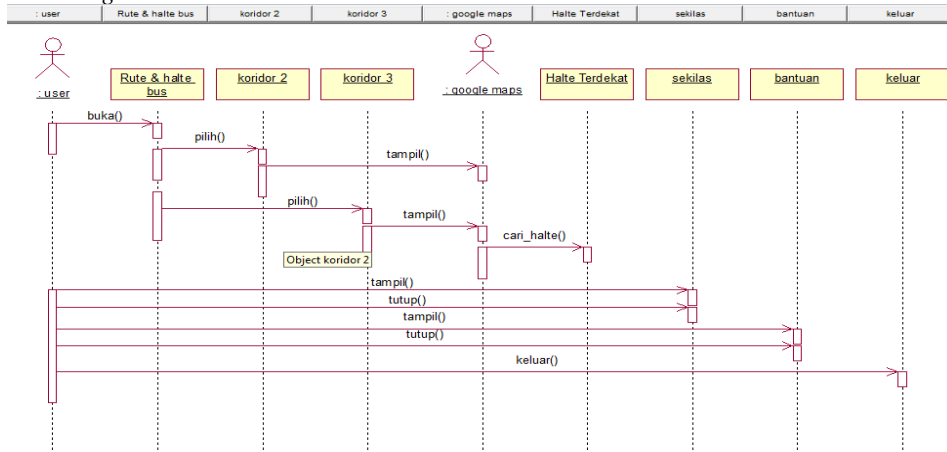 : user Rute & halte bus koridor 2 koridor 3 : google maps Halte Terdekat sekilas bantuan keluar
: user
Rute & halte
bus
koridor 2
koridor 3
: google maps
Halte Terdekat
sekilas
bantuan
keluar
buka()
pilih()
tampil()
pilih()
tampil()
cari_halte()
Object koridor 2
tampil()
tutup()
tampil()
tutup()
keluar()